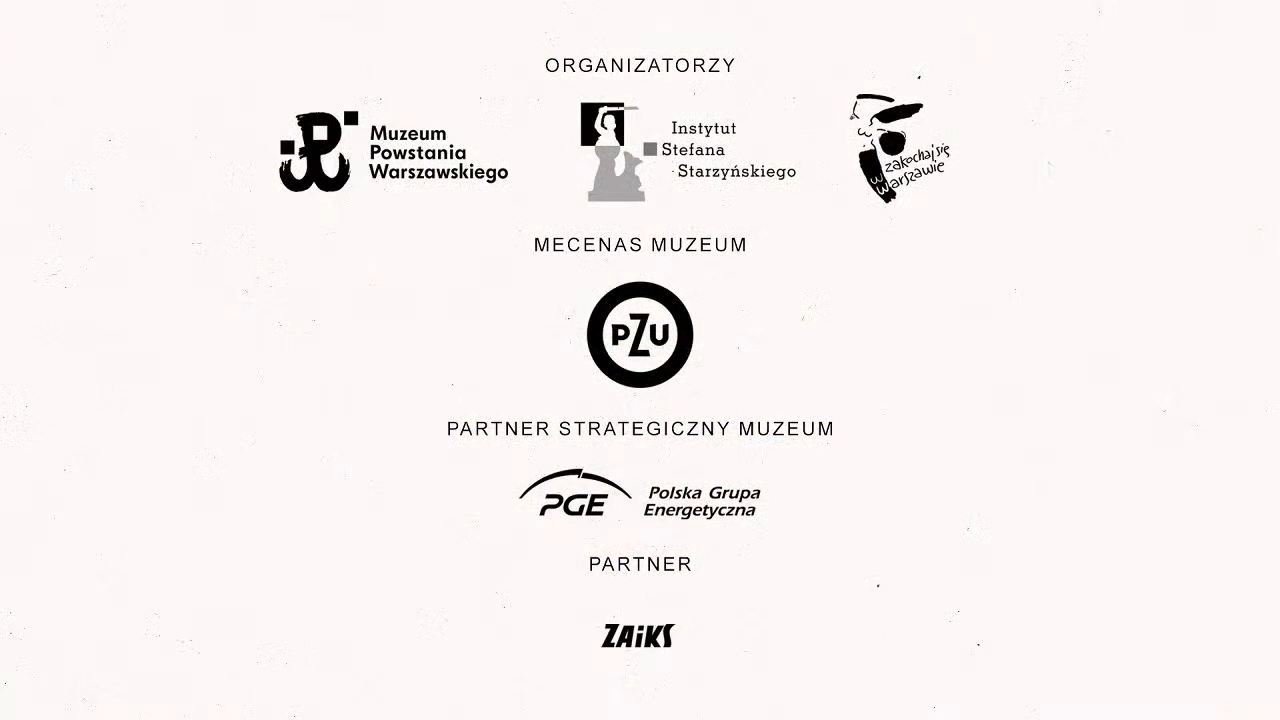 ORGANIZATORZY
Muzeum
Powstania
Warszawskiego
Instytut
Stefana
Starzyńskiego
zakochaj się
w Warszawie
MECENAS MUZEUM
PZU
PARTNER STRATEGICZNY MUZEUM
PGE
Polska Grupa
Energetyczna
PARTNER
ZAiKS